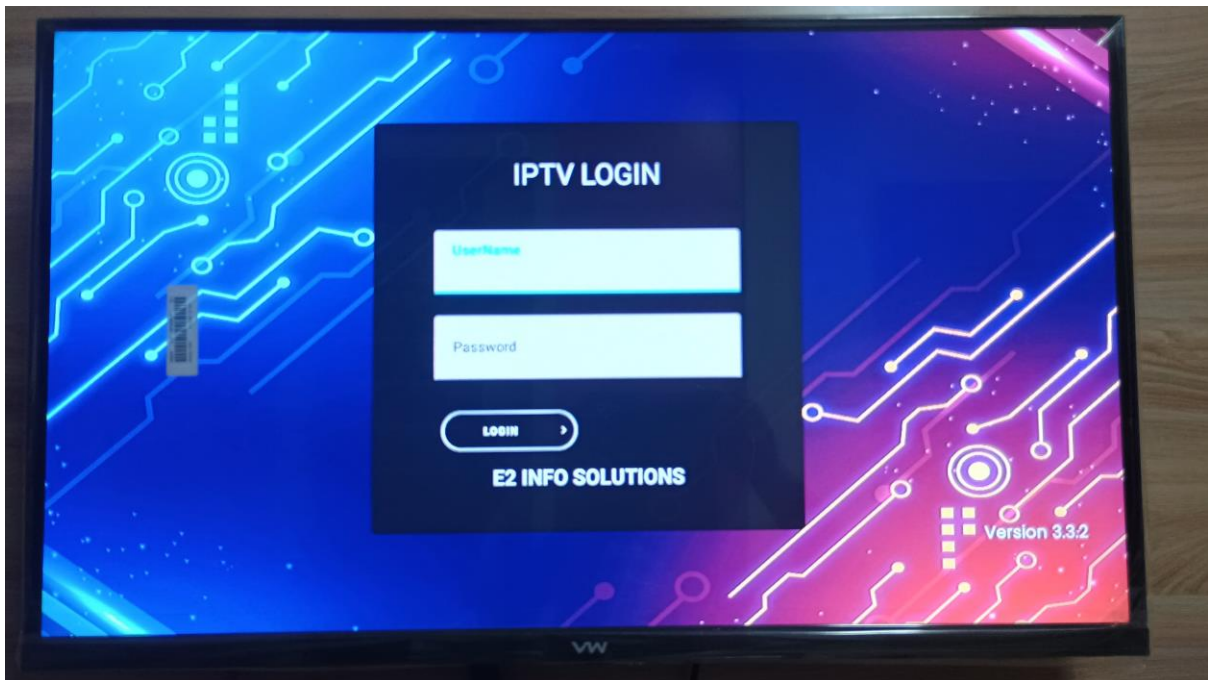 IPTV LOGIN
UserName
Password
LOGIN
E2 INFO SOLUTIONS
Version 3.3.2
VW